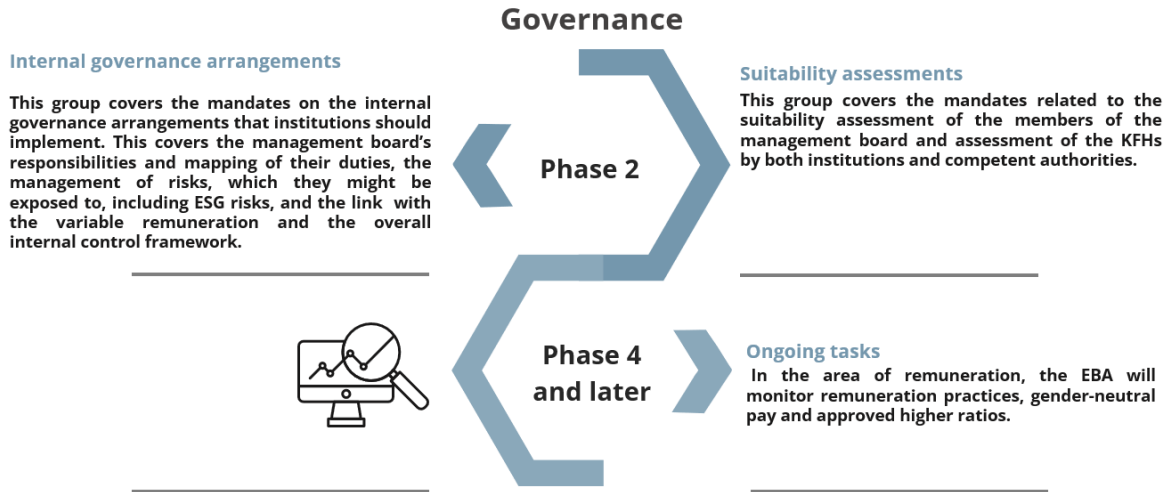 Governance
Internal governance arrangements
This group covers the mandates on the internal
governance arrangements that institutions should
implement. This covers the management board's
responsibilities and mapping of their duties, the
management of risks, which they might be
exposed to, including ESG risks, and the link with
the variable remuneration and the overall
internal control framework.
Phase 2
Suitability assessments
This group covers the mandates related to the
suitability assessment of the members of the
management board and assessment of the KFHs
by both institutions and competent authorities.
Phase 4
and later
Ongoing tasks
In the area of remuneration, the EBA will
monitor remuneration practices, gender-neutral
pay and approved higher ratios.